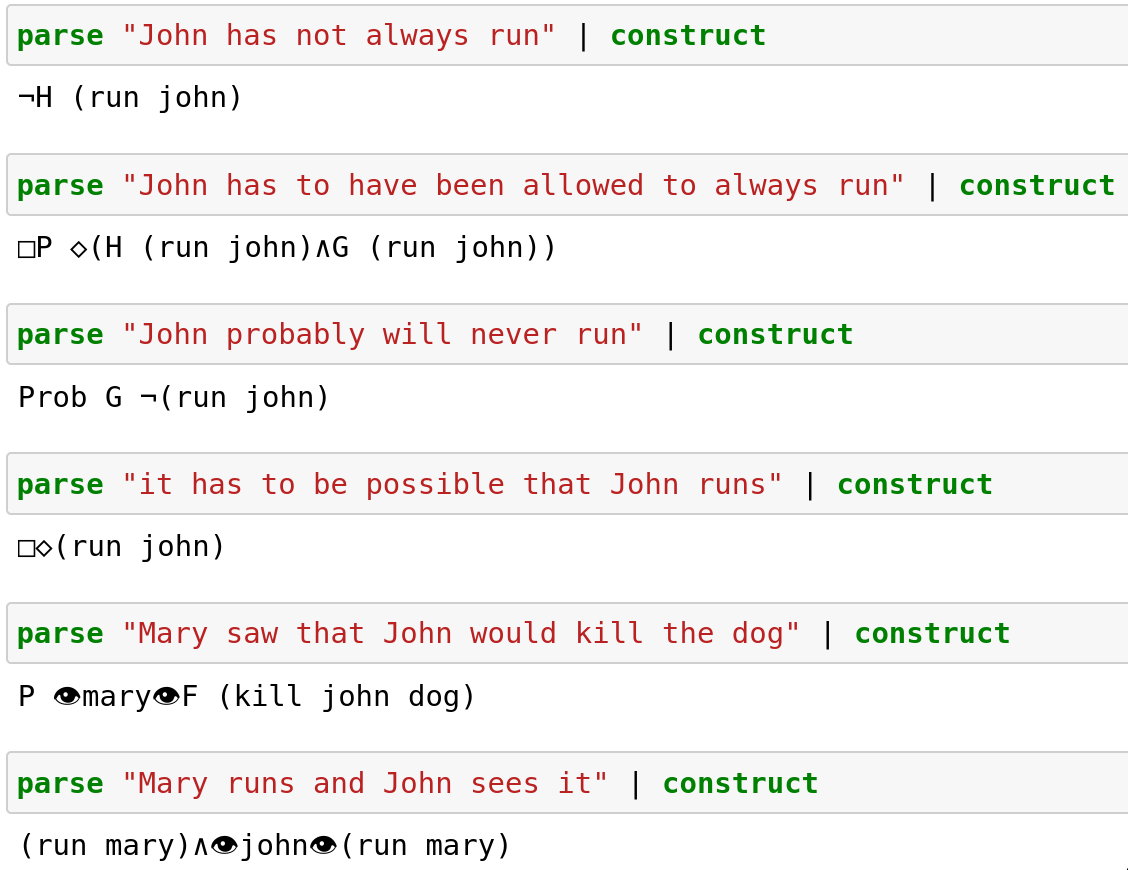 parse "John has not always run" | construct
¬H (run john)
parse "John has to have been allowed to always run" | construct
□P ◇(H (run john)∧G (run john))
parse "John probably will never run" | construct
Prob G ¬(run john)
parse "it has to be possible that John runs" | construct
□◇(run john)
parse "Mary saw that John would kill the dog" | construct
P 👁mary👁F (kill john dog)
parse "Mary runs and John sees it" | construct
(run mary)∧👁john👁(run mary)